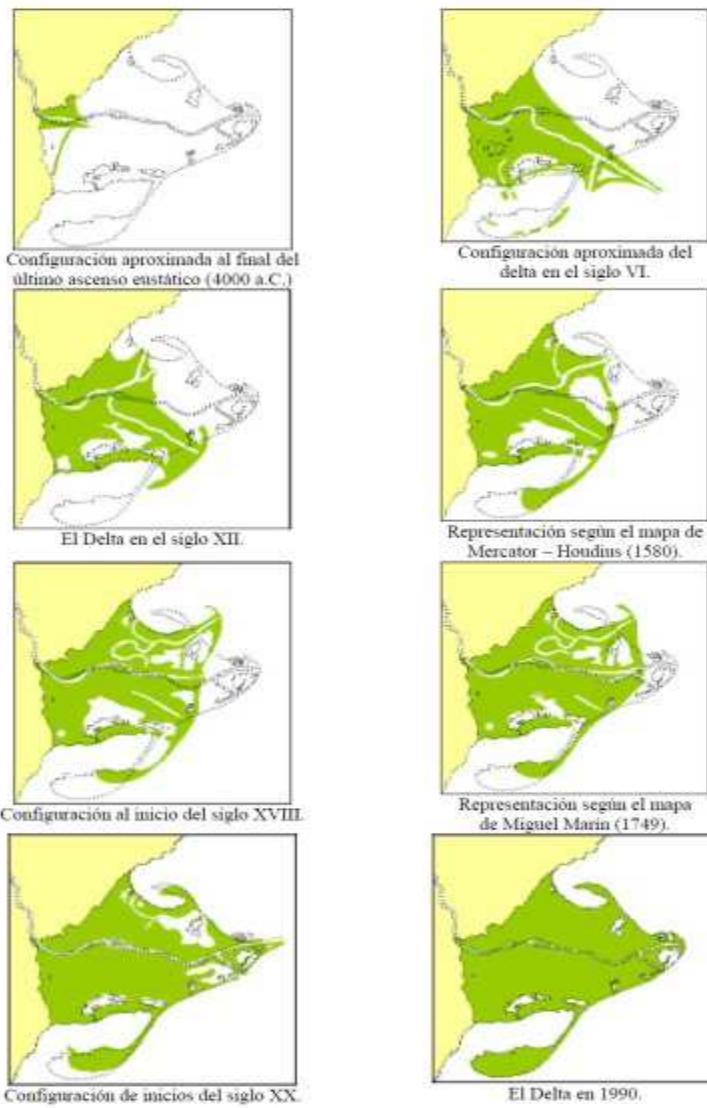 Configuración aproximada al final del
último ascenso eustático (4000 a.C.)
Configuración aproximada del
delta en el siglo VI.
El Delta en el siglo XII.
Representación según el mapa de
Mercator – Houdius (1580).
Configuración al inicio del siglo XVIII.
Representación según el mapa
de Miguel Marin (1749).
Configuración de inicios del siglo XX.
El Delta en 1990.